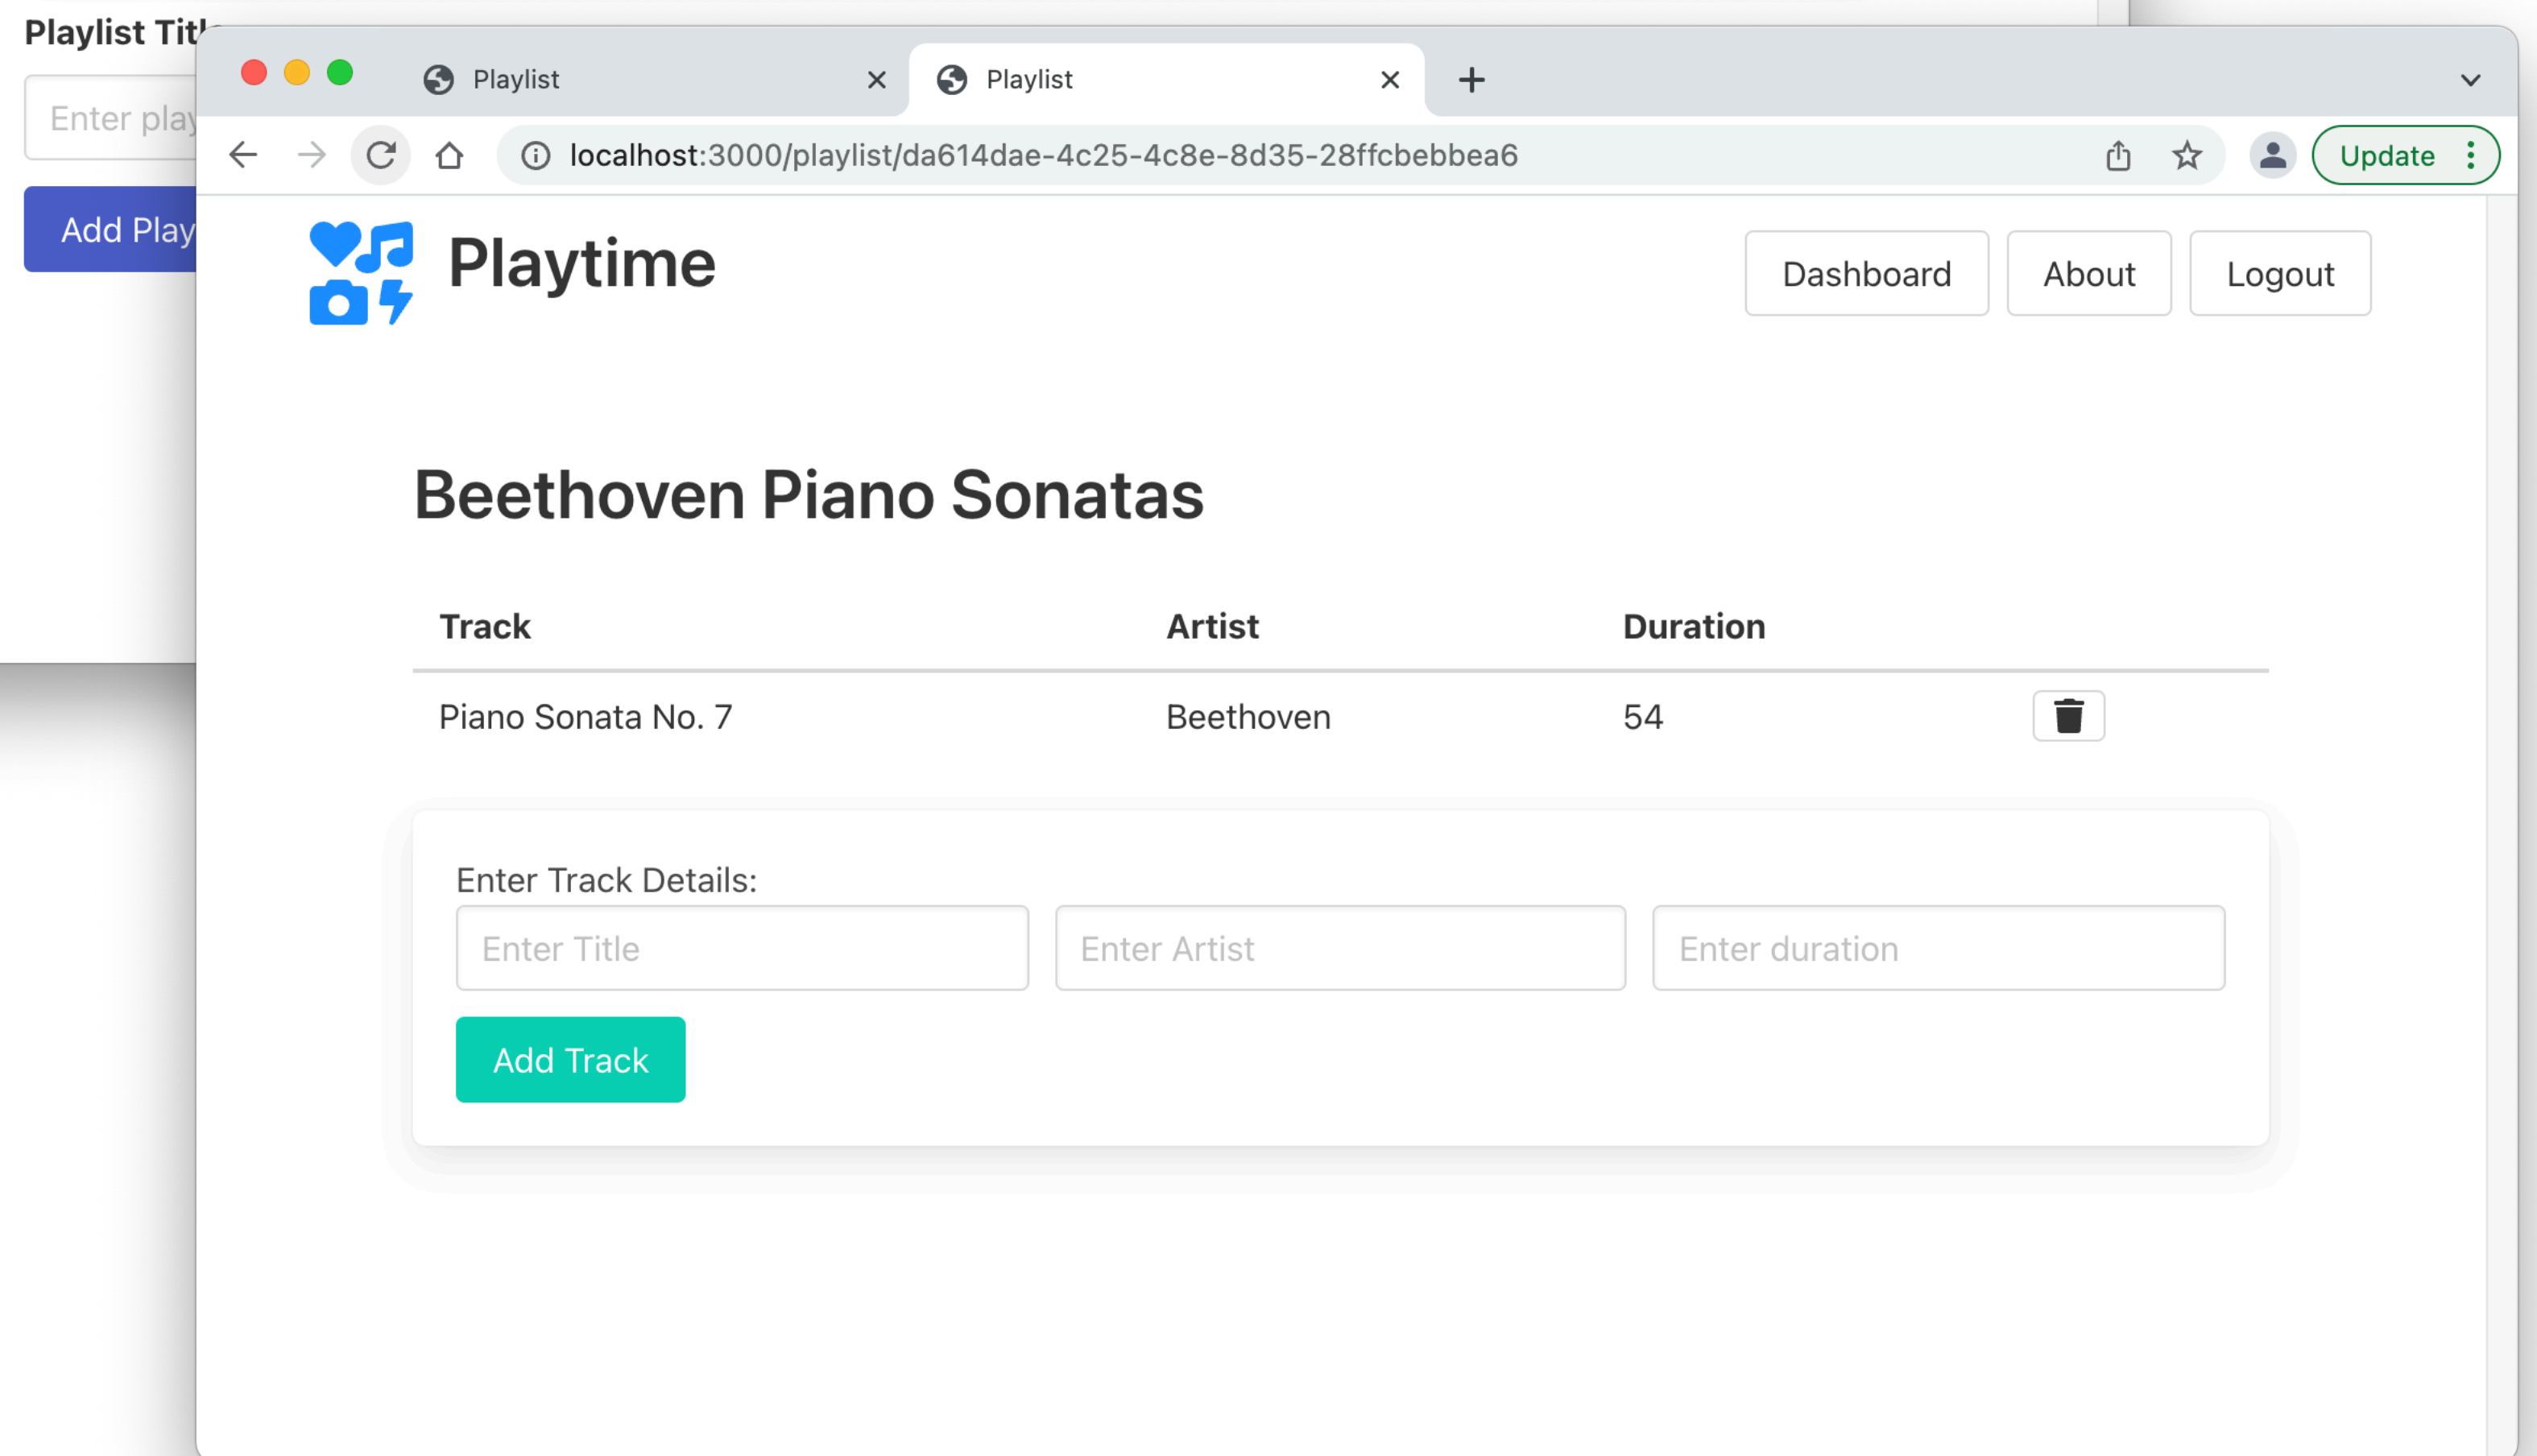 Playlist Titl
Enter play
Add Play
Playlist
Playlist
localhost:3000/playlist/da614dae-4c25-4c8e-8d35-28ffcbebbea6
Update
Playtime
Dashboard About Logout
Beethoven Piano Sonatas
Track Artist Duration
Piano Sonata No. 7 Beethoven 54
Enter Track Details:
Enter Title Enter Artist Enter duration
Add Track